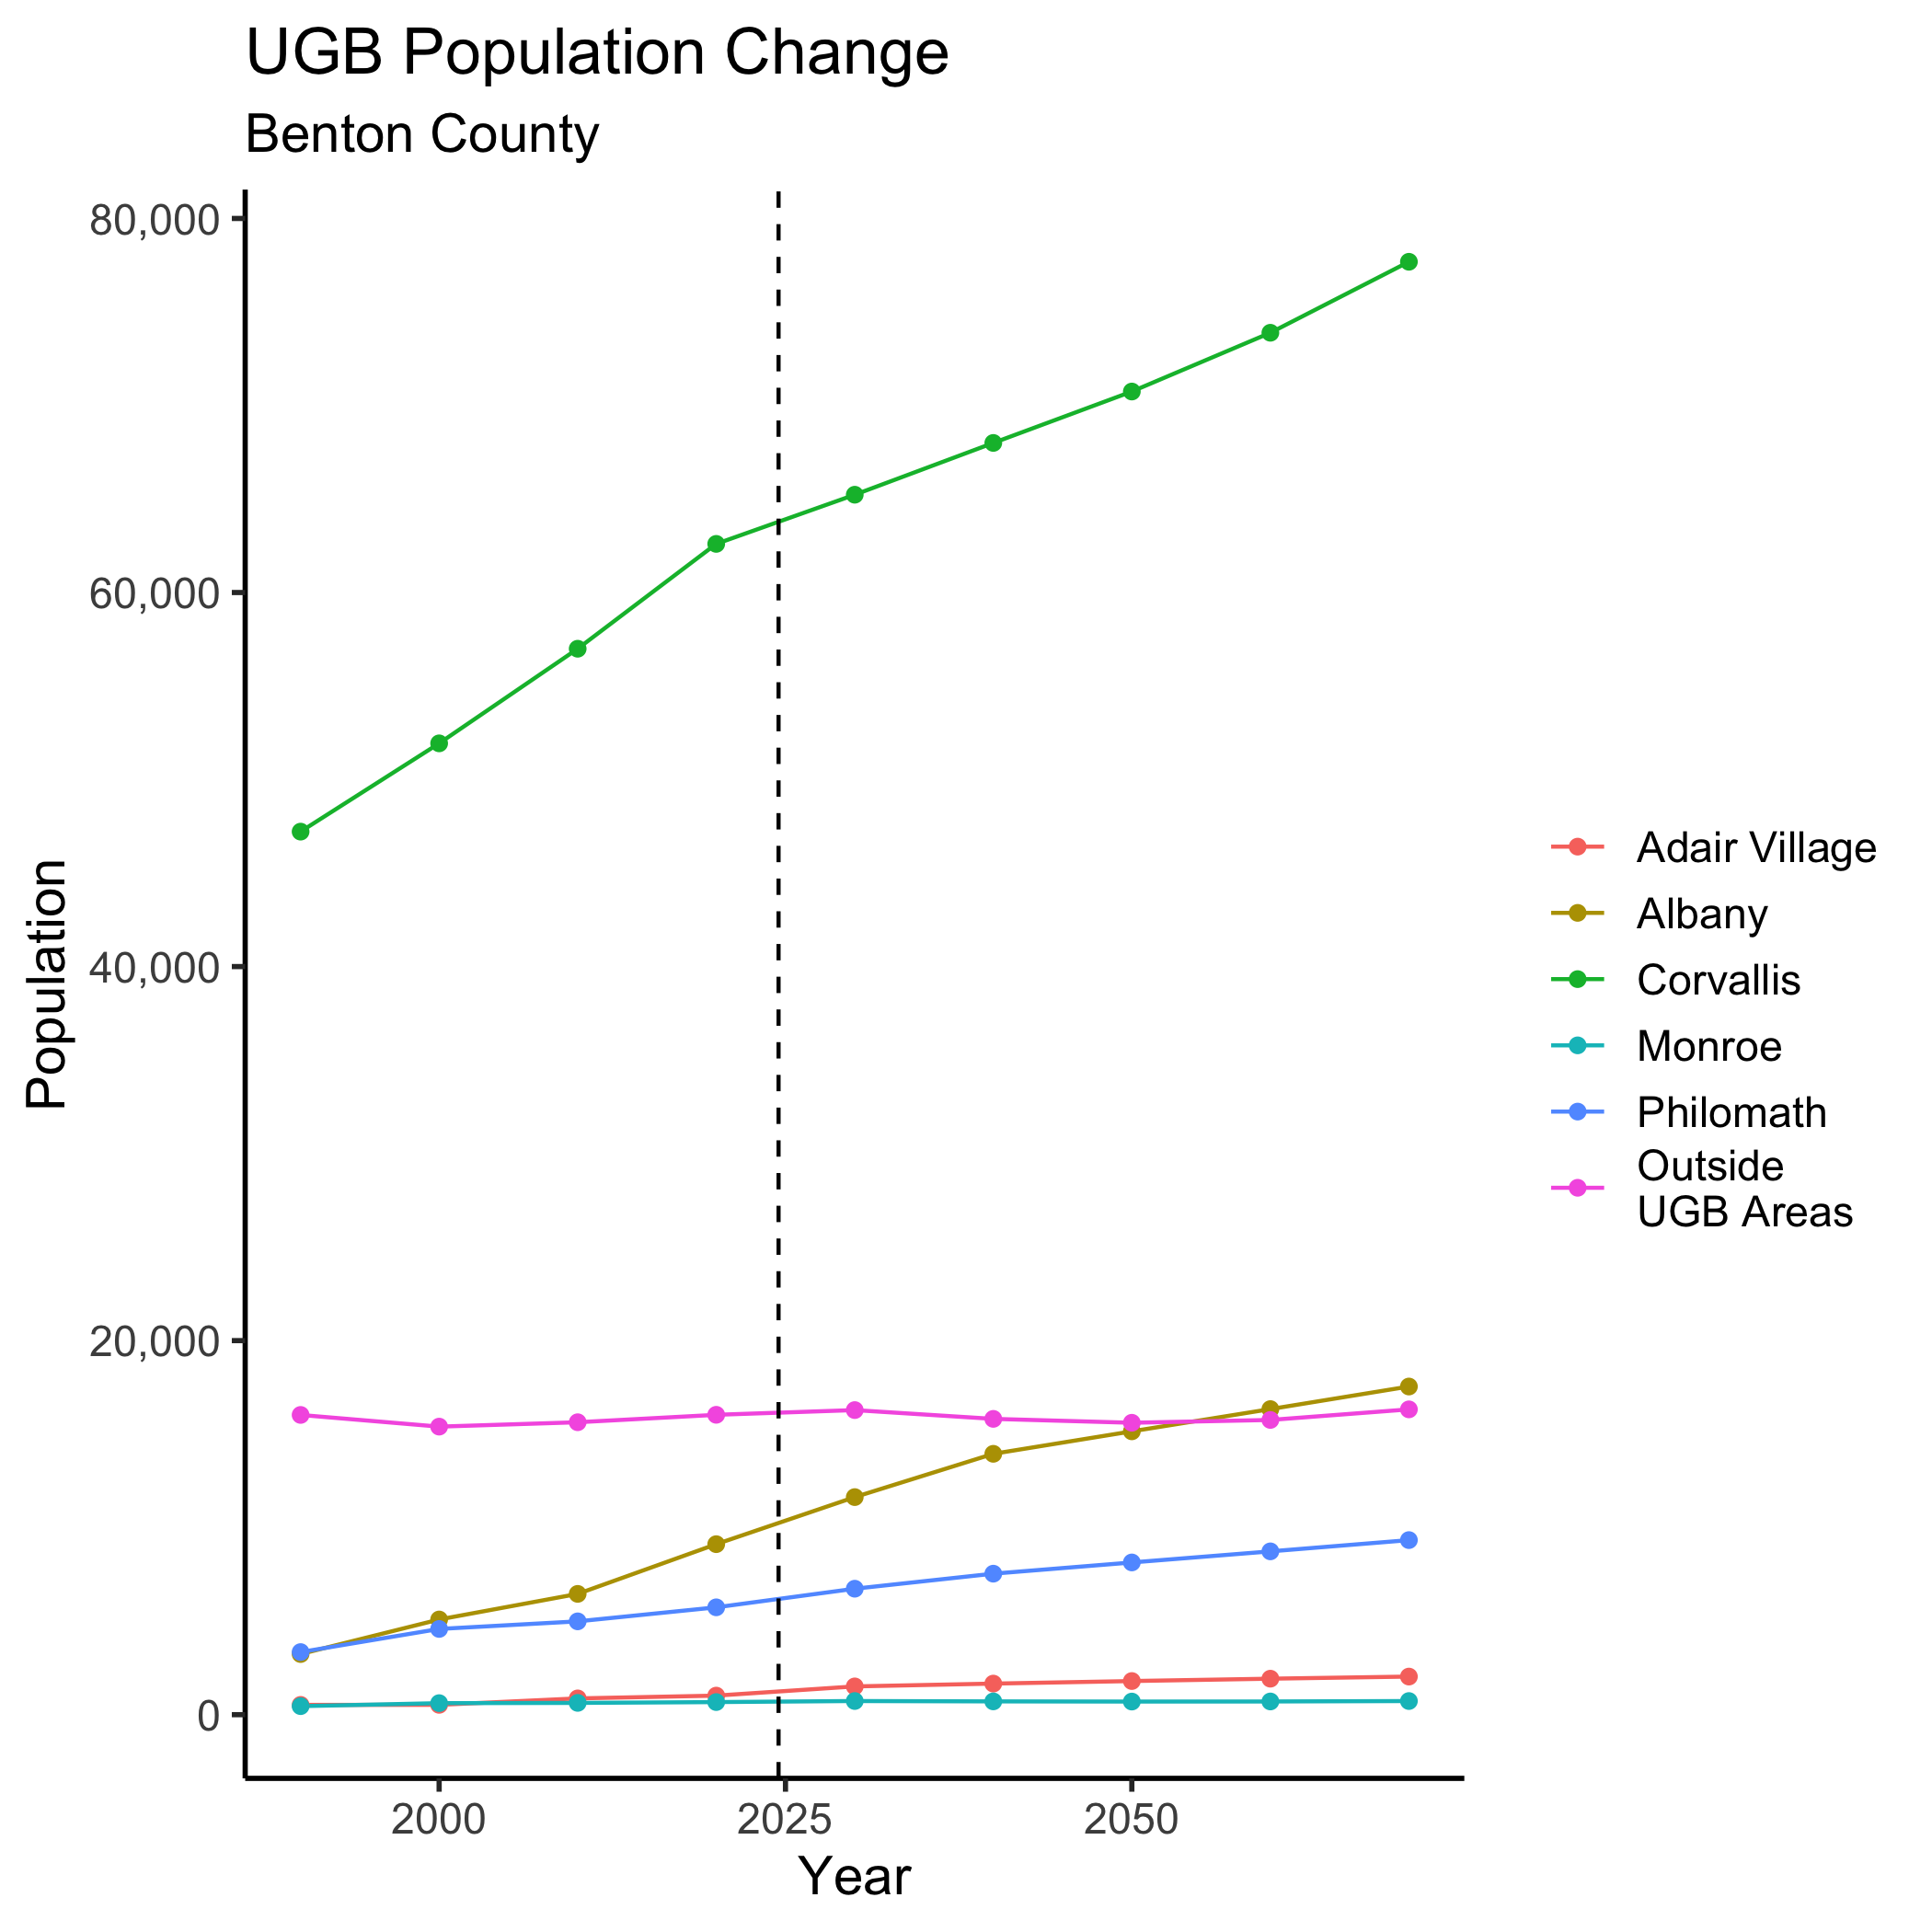 UGB Population Change
Benton County
80,000
60,000
40,000
20,000
0
Population
2000
2025
2050
Year
Adair Village
Albany
Corvallis
Monroe
Philomath
Outside
UGB Areas